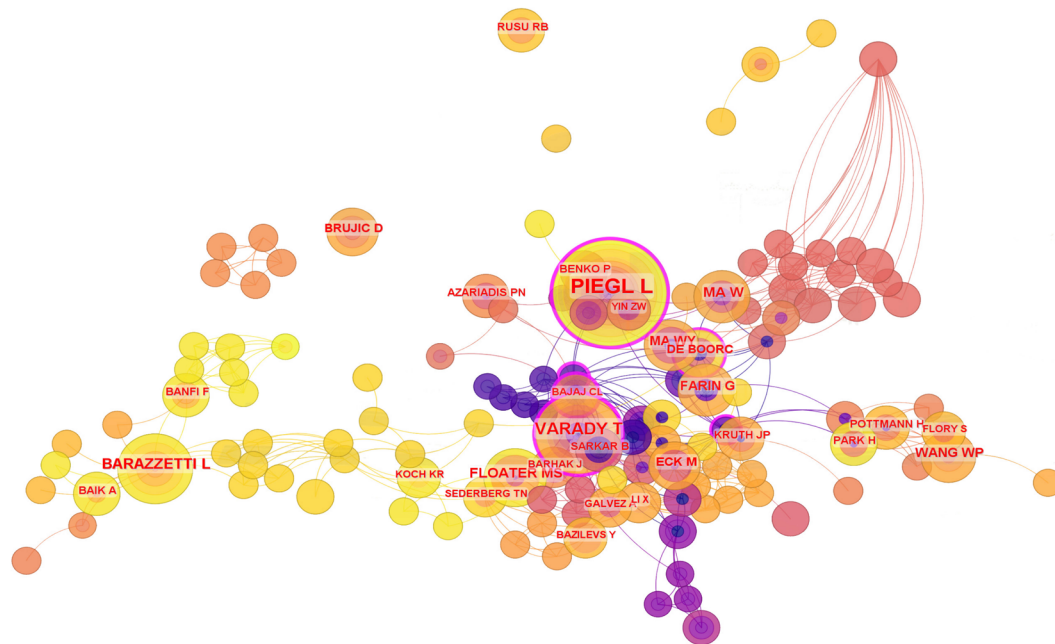 RUSU RB
BRUJIC D
BENKO P
PIEGL L
AZARIADIS PN
YIN ZW
MA W
MA WY
DE BOORC
BANFI F
BAJAJ CL
FARIN G
VARADY T
POTTMANN H
FLORY S
KRUTH JP
PARK H
SARKAR B
WANG WP
BARAZZETTI L
BARHAK J
ECK M
FLOATER MS
KOCH KR
BAIK A
SEDERBERG TN
LI X
GALVEZ A
BAZILEVS Y